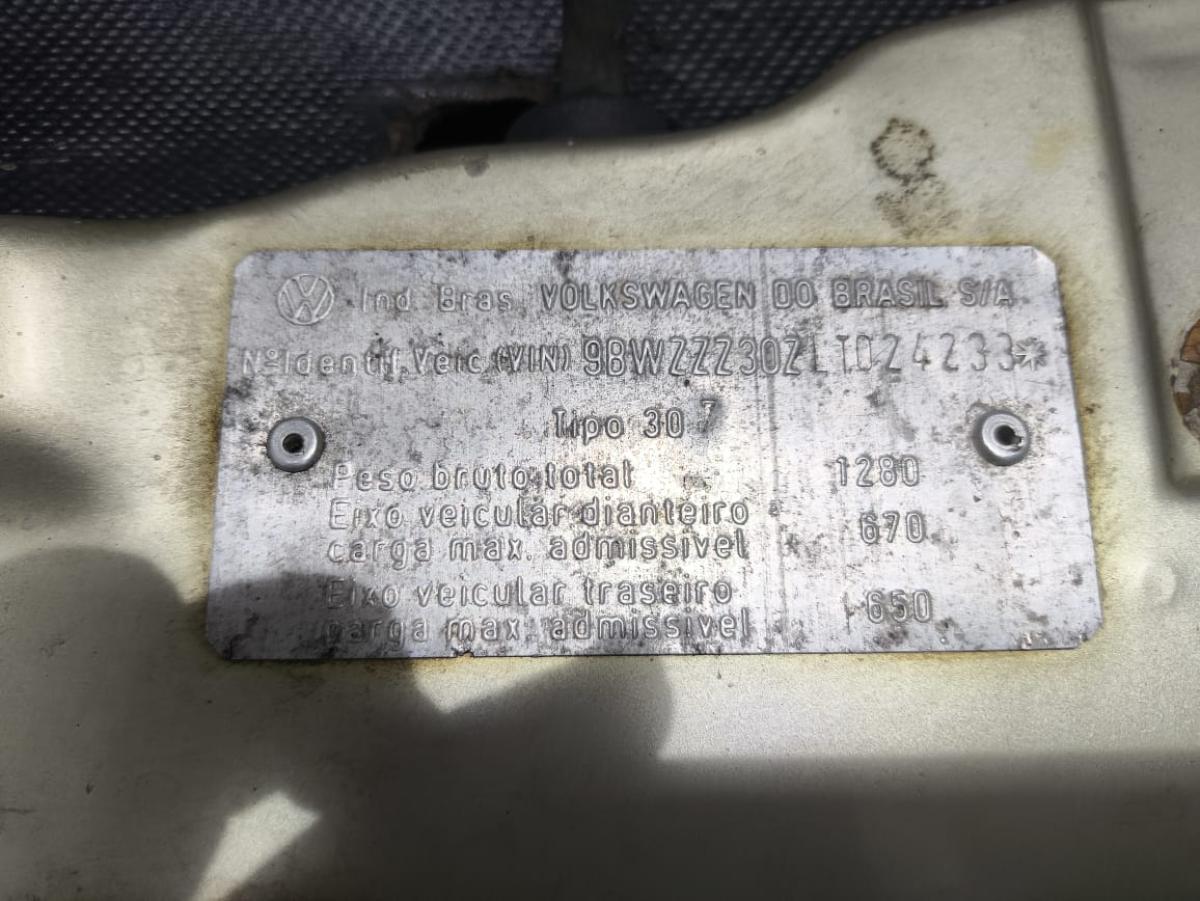 Ind. Bras. VOLKSWAGEN DO BRASIL S/A
NºIdentif. Veic.(VIN) 9BWZZZ30ZLT024233*
Tipo 30 7
Peso bruto total 1280
Eixo veicular dianteiro
carga max. admissivel 670
Eixo veicular traseiro
carga max. admissivel 650